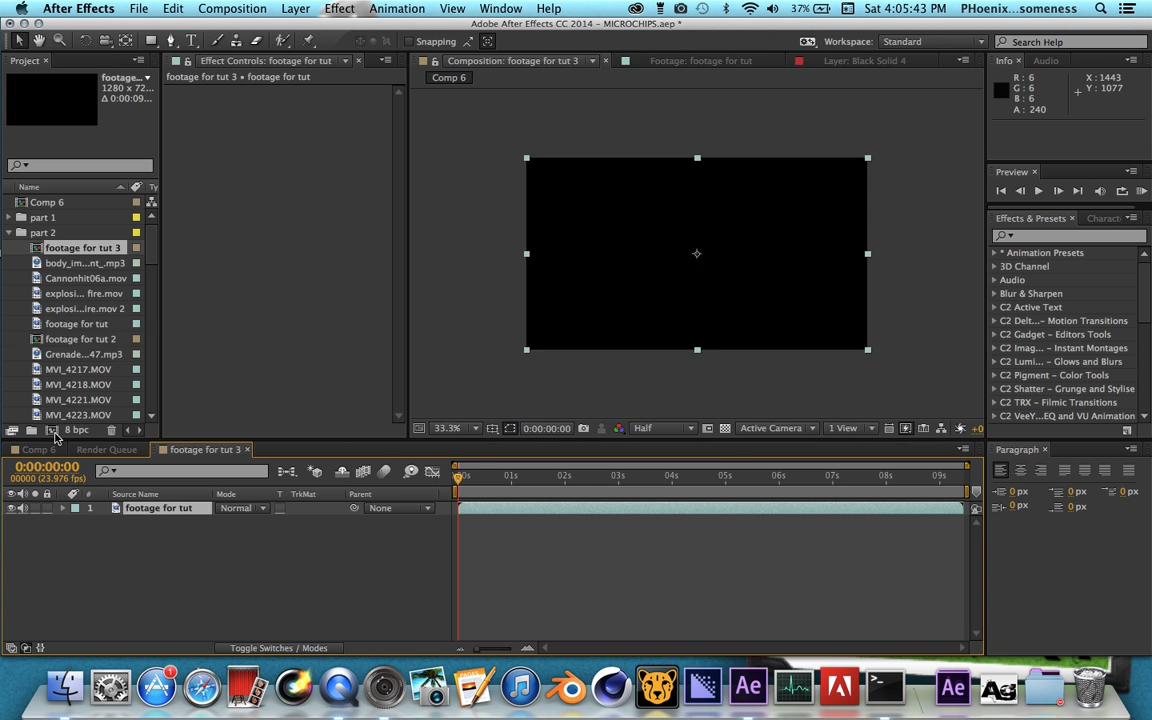 After Effects File Edit Composition Layer Effect Animation View Window Help 37% Sat 4:05:43 PM PHoenix...someness
Adobe After Effects CC 2014 - MICROCHIPS.aep *
Snapping Workspace: Standard Search Help
Project Effect Controls: footage for tut Composition: footage for tut 3 Footage: footage for tut Layer: Black Solid 4 Info Audio
footage for tut 3 • footage for tut
Comp 6
footage...▼
1280 x 72...
Δ 0:00:09...
R: 6
G: 6
B: 6
A: 240
X: 1443
Y: 1077
Preview
Name Ty
Comp 6
part 1
part 2
footage for tut 3
body_im...nt_.mp3
Cannonhit06a.mov
explosi... fire.mov
explosi...ire.mov 2
footage for tut
footage for tut 2
Grenade...47.mp3
MVI_4217.MOV
MVI_4218.MOV
MVI_4221.MOV
MVI_4223.MOV
8 bpc
Effects & Presets Charact
* Animation Presets
3D Channel
Audio
Blur & Sharpen
C2 Active Text
C2 Delt...– Motion Transitions
C2 Gadget – Editors Tools
C2 Imag... – Instant Montages
C2 Lumi... – Glows and Blurs
C2 Pigment – Color Tools
C2 Shatter – Grunge and Stylise
C2 TRX – Filmic Transitions
C2 VeeY...EQ and VU Animation
33.3% 0:00:00:00 Half Active Camera 1 View +0
Comp 6 Render Queue footage for tut 3
Paragraph
0:00:00:00
00000 (23.976 fps)
01s 02s 03s 04s 05s 06s 07s 08s 09s
# Source Name Mode T TrkMat Parent
1 footage for tut Normal None
0 px 0 px 0 px
0 px 0 px
Toggle Switches / Modes
1
Ae
Ae